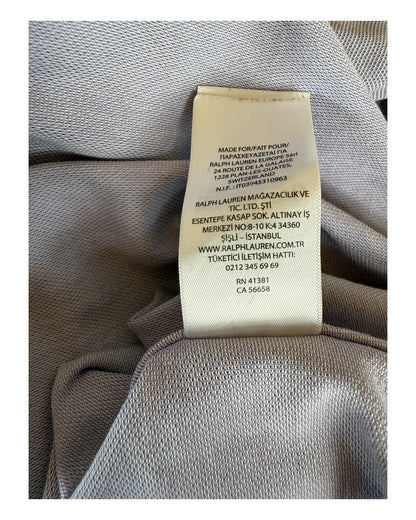 MADE FOR/FAIT POUR/
ΠΑΡΑΣΚΕΥΑΖΕΤΑΙ ΓΙΑ
RALPH LAUREN EUROPE Sàrl
24 ROUTE DE LA GALAISE
1228 PLAN-LES-OUATES,
SWITZERLAND
N.I.F. : IT03945310963
RALPH LAUREN MAĞAZACILIK VE
TİC. LTD. ŞTİ
ESENTEPE KASAP SOK. ALTINAY İŞ
MERKEZİ NO:8-10 K:4 34360
ŞİŞLİ – İSTANBUL
WWW.RALPHLAUREN.COM.TR
TÜKETİCİ İLETİŞİM HATTI:
0212 345 69 69
RN 41381
CA 56658